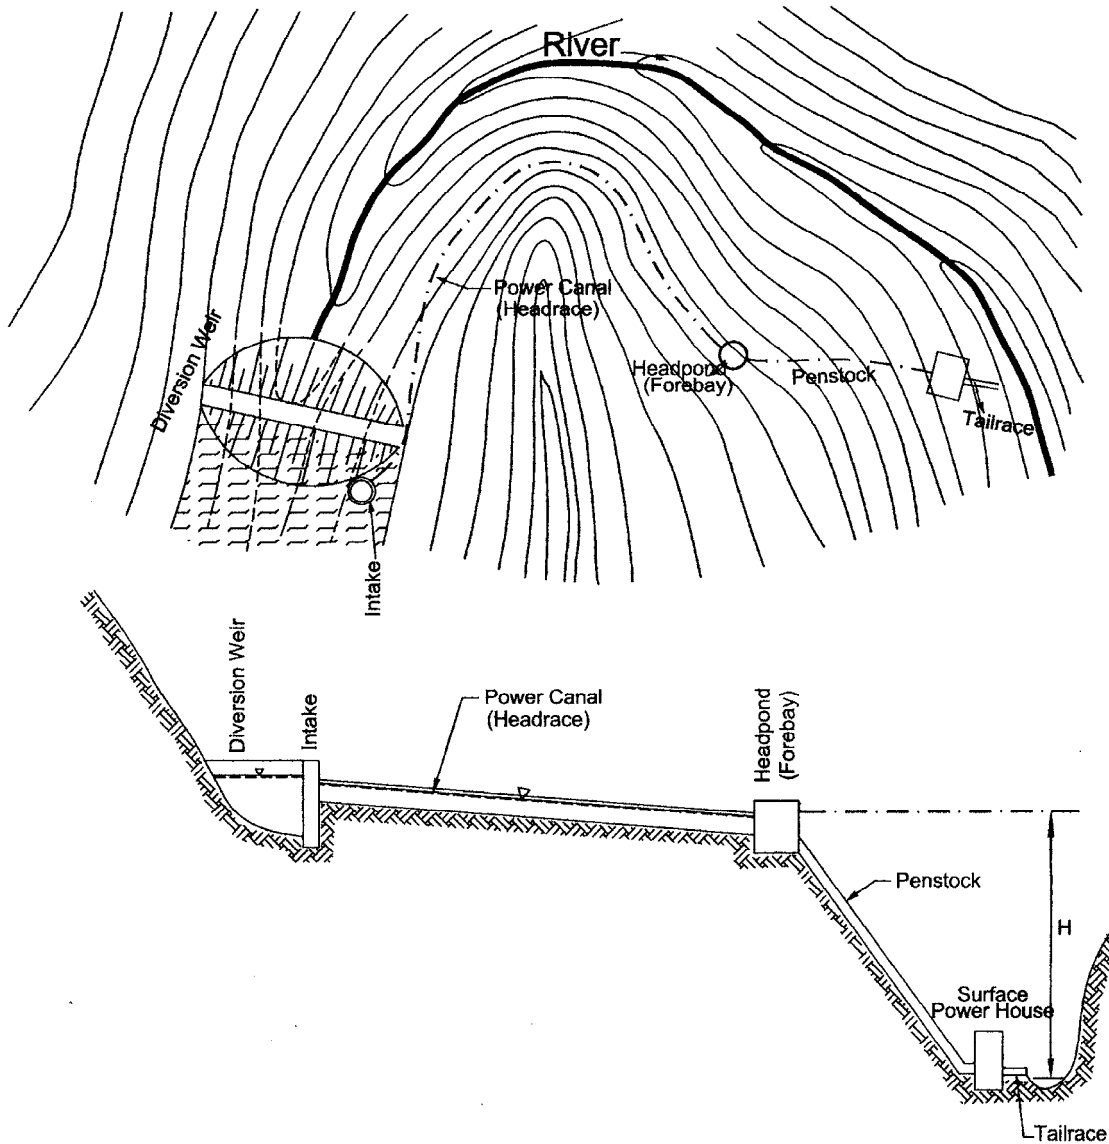 River
Power Canal
(Headrace)
Diversion Weir
Headpond
(Forebay)
Penstock
Tailrace
Intake
Diversion Weir
Intake
Power Canal
(Headrace)
Headpond
(Forebay)
Penstock
H
Surface
Power House
Tailrace